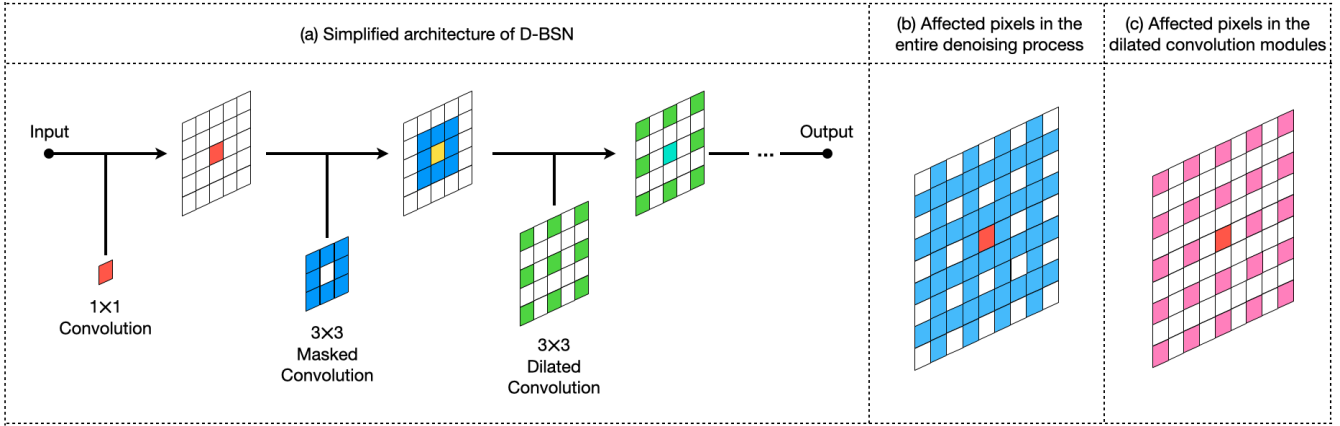 (a) Simplified architecture of D-BSN
(b) Affected pixels in the
entire denoising process
(c) Affected pixels in the
dilated convolution modules
Input
Output
...
1×1
Convolution
3×3
Masked
Convolution
3×3
Dilated
Convolution